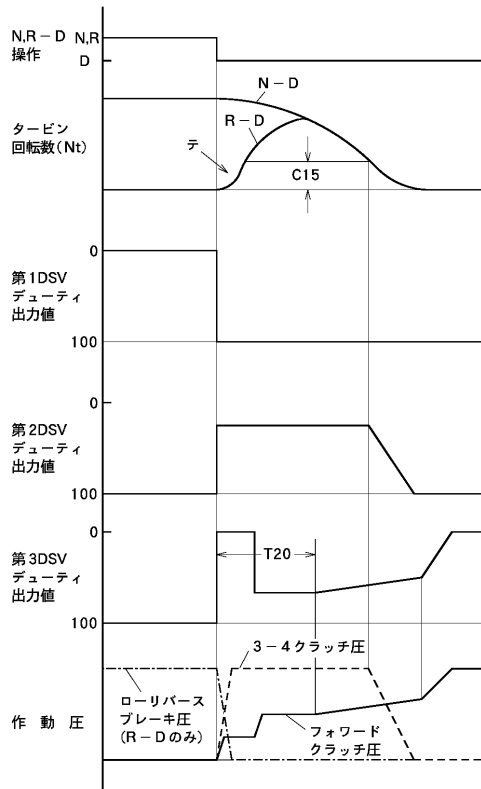 N,R－D N,R
操作 D
N－D
R－D
タービン
回転数(Nt)
テ
C15
0
第1DSV
デューティ
出力値
100
0
第2DSV
デューティ
出力値
100
0
第3DSV
デューティ
出力値
T20
100
3－4クラッチ圧
ローリバース
ブレーキ圧
(R－Dのみ)
作動圧
フォワード
クラッチ圧